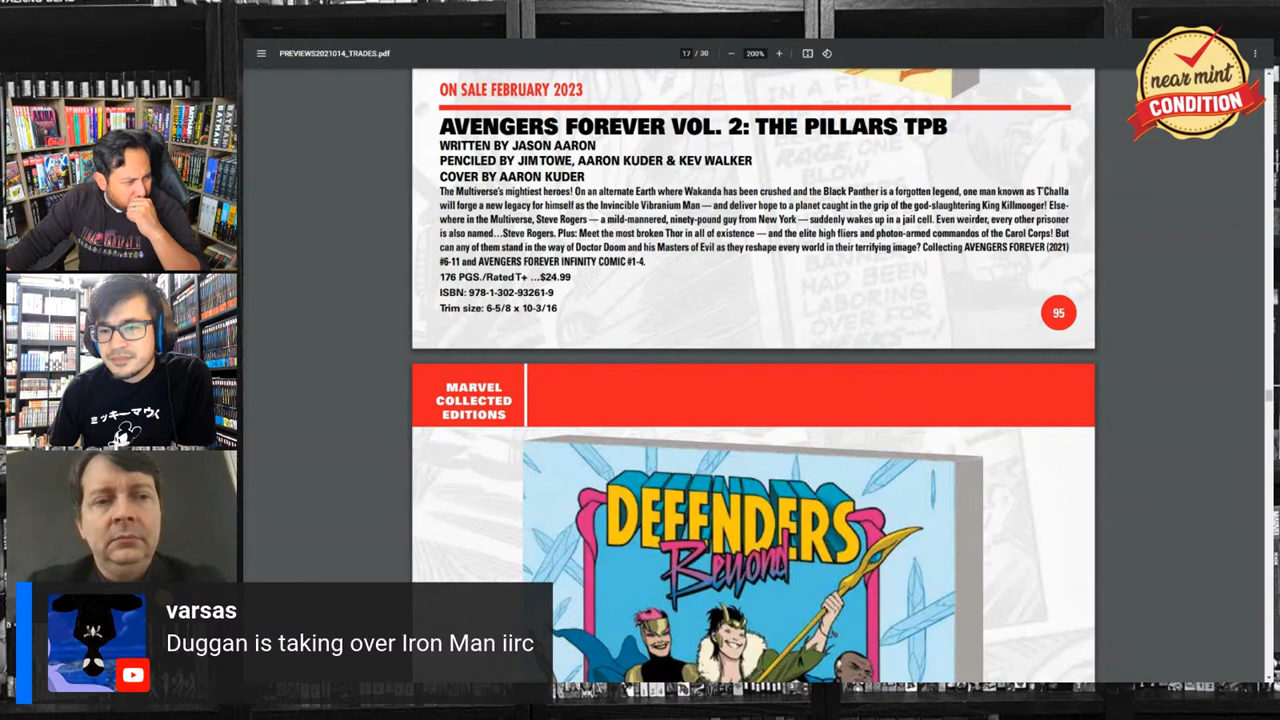 PREVIEWS2021014_TRADES.pdf
17 / 30
200%
near mint
CONDITION
ON SALE FEBRUARY 2023
AVENGERS FOREVER VOL. 2: THE PILLARS TPB
WRITTEN BY JASON AARON
PENCILED BY JIM TOWE, AARON KUDER & KEV WALKER
COVER BY AARON KUDER
The Multiverse's mightiest heroes! On an alternate Earth where Wakanda has been crushed and the Black Panther is a forgotten legend, one man known as T'Challa
will forge a new legacy for himself as the Invincible Vibranium Man — and deliver hope to a planet caught in the grip of the god-slaughtering King Killmonger! Else-
where in the Multiverse, Steve Rogers — a mild-mannered, ninety-pound guy from New York — suddenly wakes up in a jail cell. Even weirder, every other prisoner
is also named...Steve Rogers. Plus: Meet the most broken Thor in all of existence — and the elite high fliers and photon-armed commandos of the Carol Corps! But
can any of them stand in the way of Doctor Doom and his Masters of Evil as they reshape every world in their terrifying image? Collecting AVENGERS FOREVER (2021)
#6-11 and AVENGERS FOREVER INFINITY COMIC #1-4.
176 PGS./Rated T+ ...$24.99
ISBN: 978-1-302-93261-9
Trim size: 6-5/8 x 10-3/16
95
MARVEL
COLLECTED
EDITIONS
DEFENDERS
Beyond
ミッキーマウく
varsas
Duggan is taking over Iron Man iirc